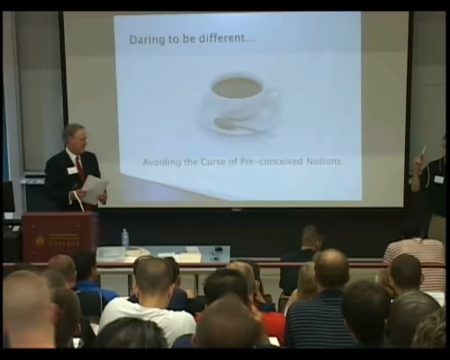 Daring to be different...
Avoiding the Curse of Pre-conceived Notions